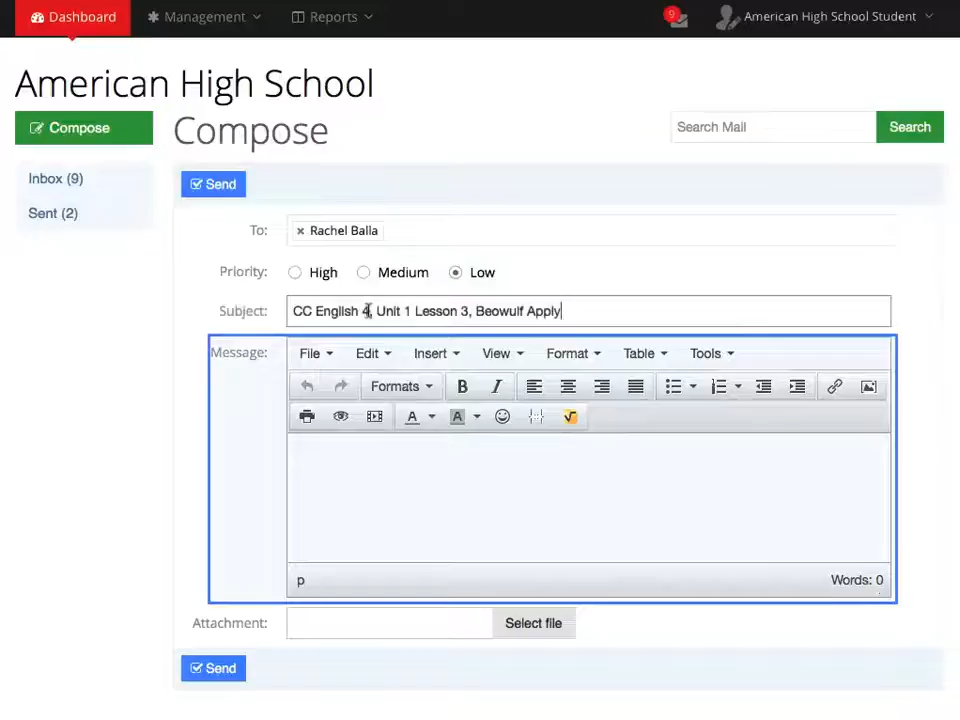 Dashboard Management Reports 9 American High School Student
American High School
Compose
Compose
Search Mail Search
Inbox (9)
Sent (2)
Send
To: × Rachel Balla
Priority: High Medium Low
Subject: CC English 4, Unit 1 Lesson 3, Beowulf Apply
Message: File Edit Insert View Format Table Tools
Formats B I
A A
p Words: 0
Attachment: Select file
Send